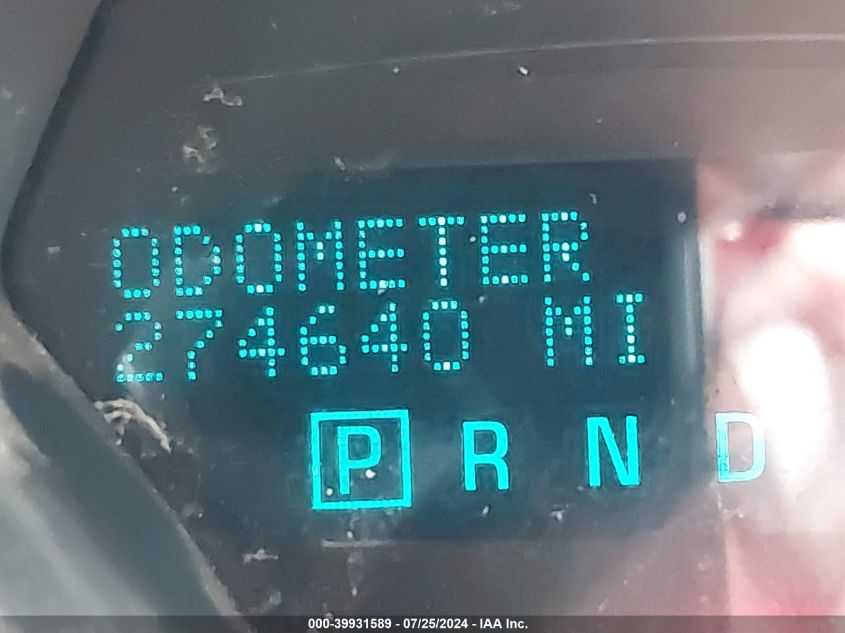 ODOMETER
274640 MI
P R N D
000-39931589 - 07/25/2024 - IAA Inc.